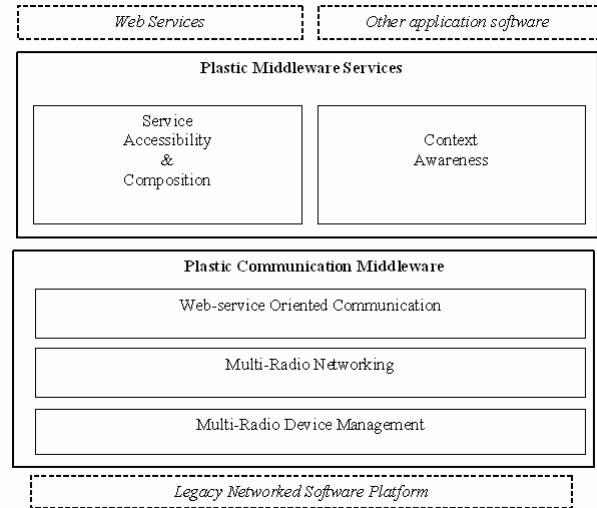 Web Services
Other application software
Plastic Middleware Services
Service
Accessibility
&
Composition
Context
Awareness
Plastic Communication Middleware
Web-service Oriented Communication
Multi-Radio Networking
Multi-Radio Device Management
Legacy Networked Software Platform